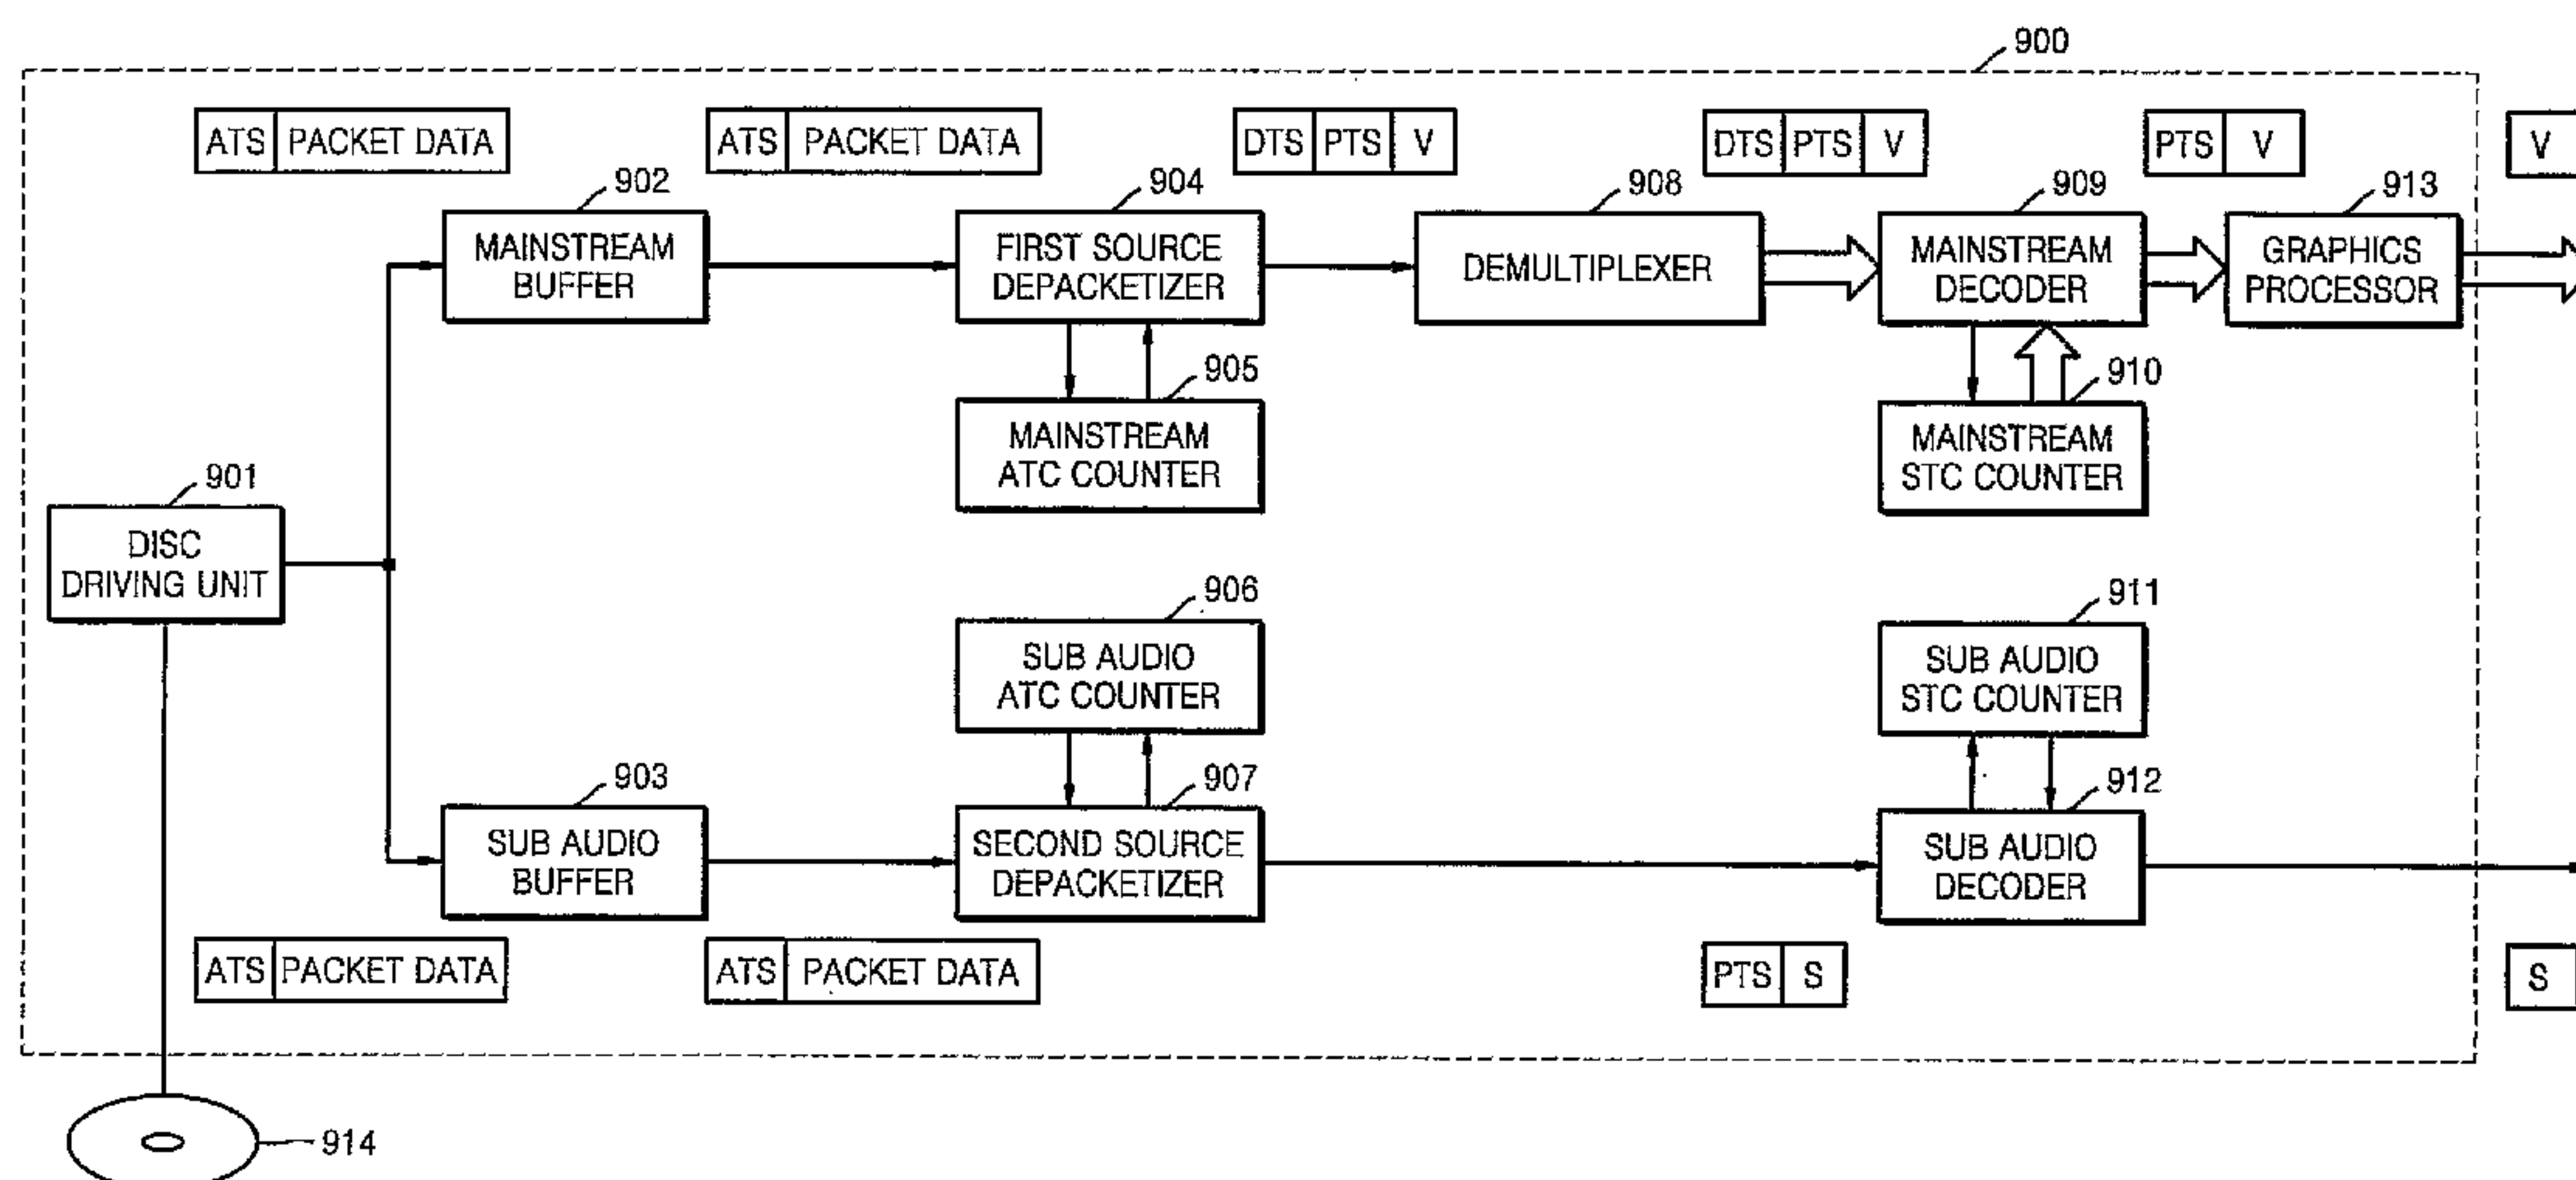 900
ATS PACKET DATA
ATS PACKET DATA
DTS PTS V
DTS PTS V
PTS V
V
902
904
908
909
913
MAINSTREAM
BUFFER
FIRST SOURCE
DEPACKETIZER
DEMULTIPLEXER
MAINSTREAM
DECODER
GRAPHICS
PROCESSOR
905
910
MAINSTREAM
ATC COUNTER
MAINSTREAM
STC COUNTER
901
DISC
DRIVING UNIT
906
911
SUB AUDIO
ATC COUNTER
SUB AUDIO
STC COUNTER
903
907
912
SUB AUDIO
BUFFER
SECOND SOURCE
DEPACKETIZER
SUB AUDIO
DECODER
ATS PACKET DATA
ATS PACKET DATA
PTS S
S
914